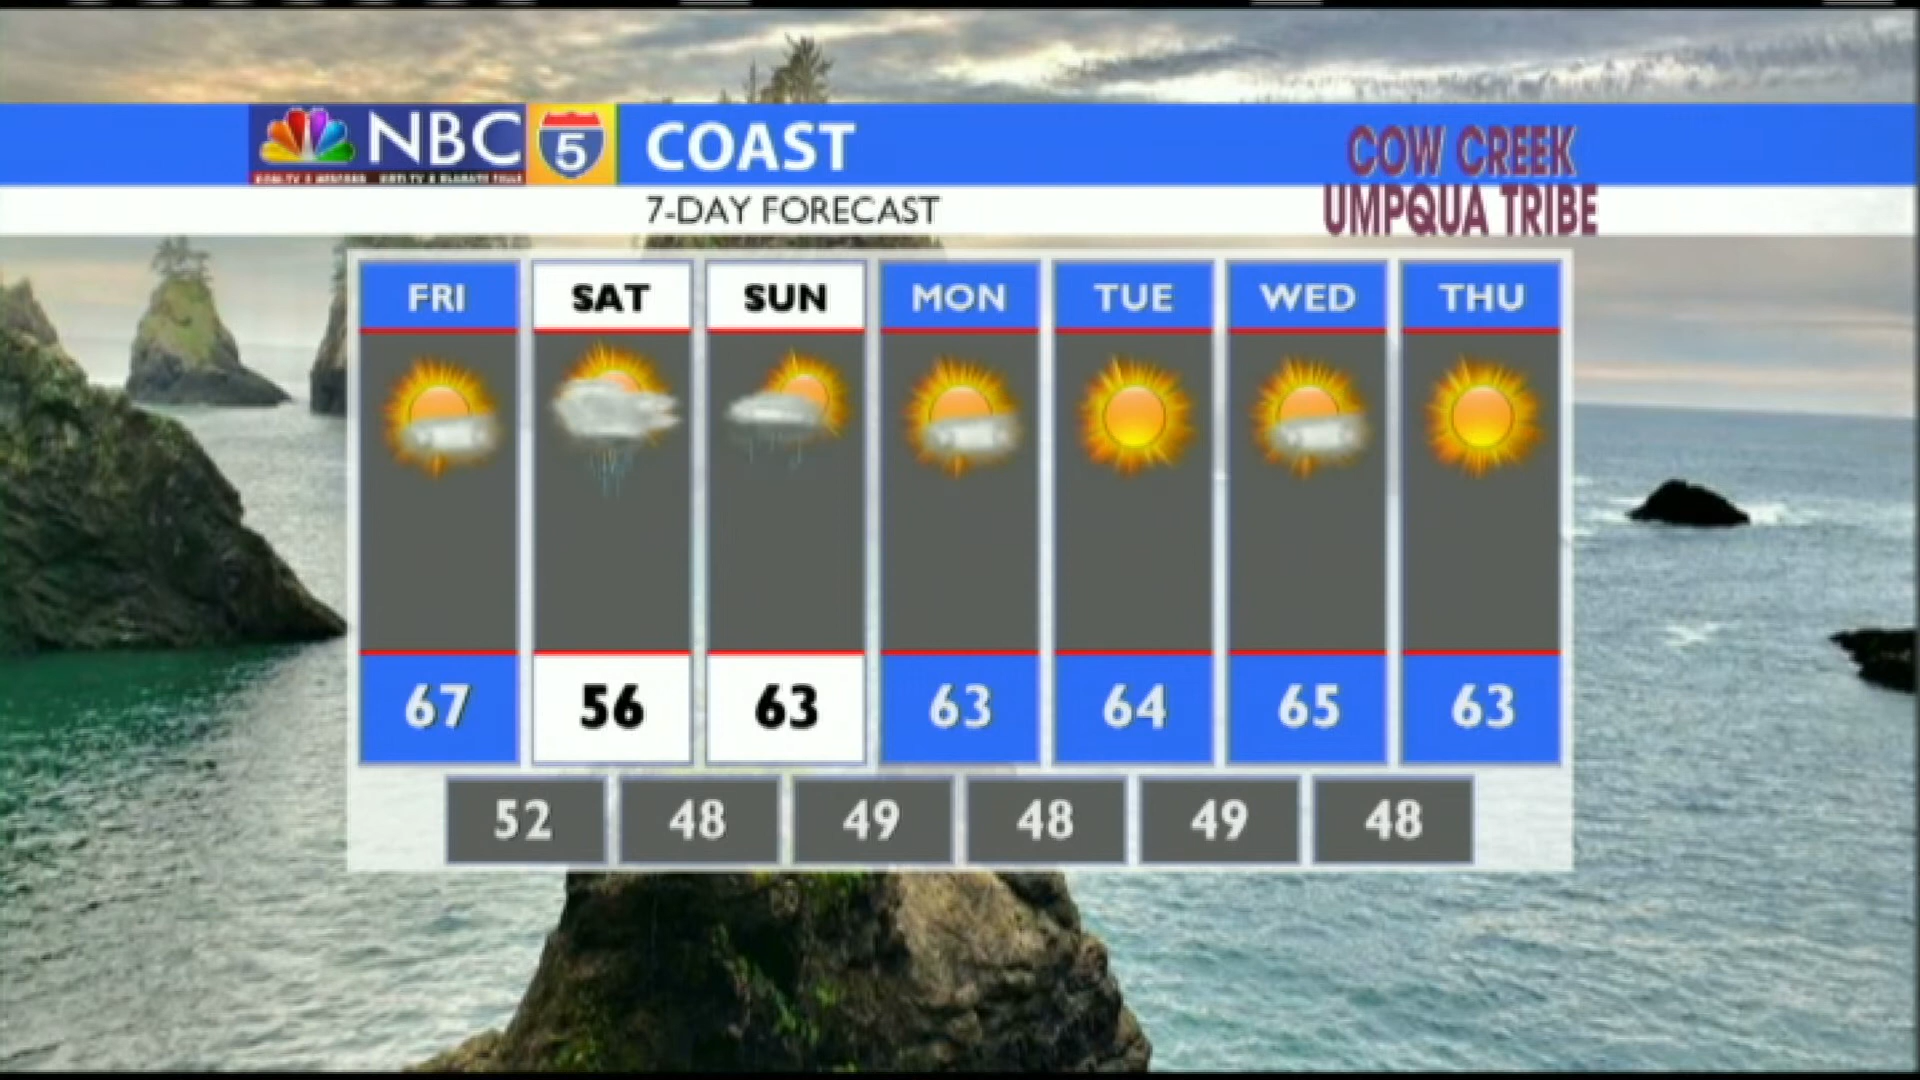 NBC 5 COAST
COW CREEK
UMPQUA TRIBE
7-DAY FORECAST
FRI SAT SUN MON TUE WED THU
67 56 63 63 64 65 63
52 48 49 48 49 48